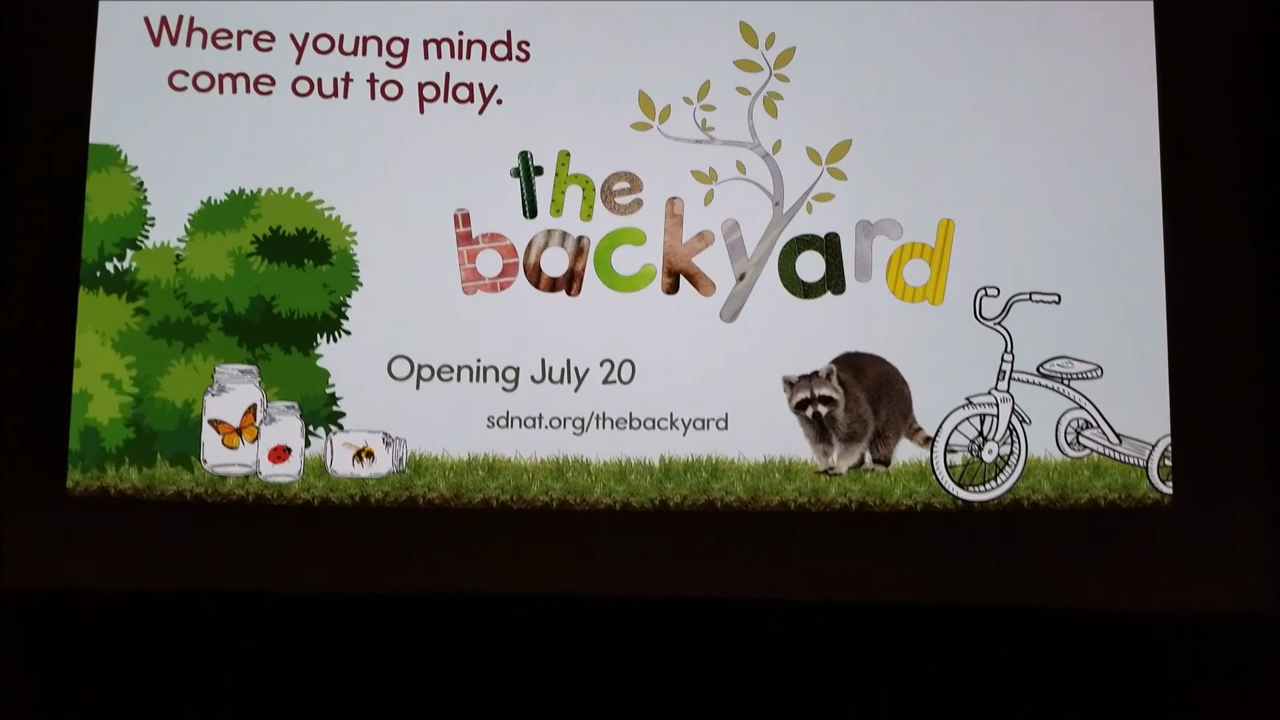 Where young minds
come out to play.
the
backyard
Opening July 20
sdnat.org/thebackyard